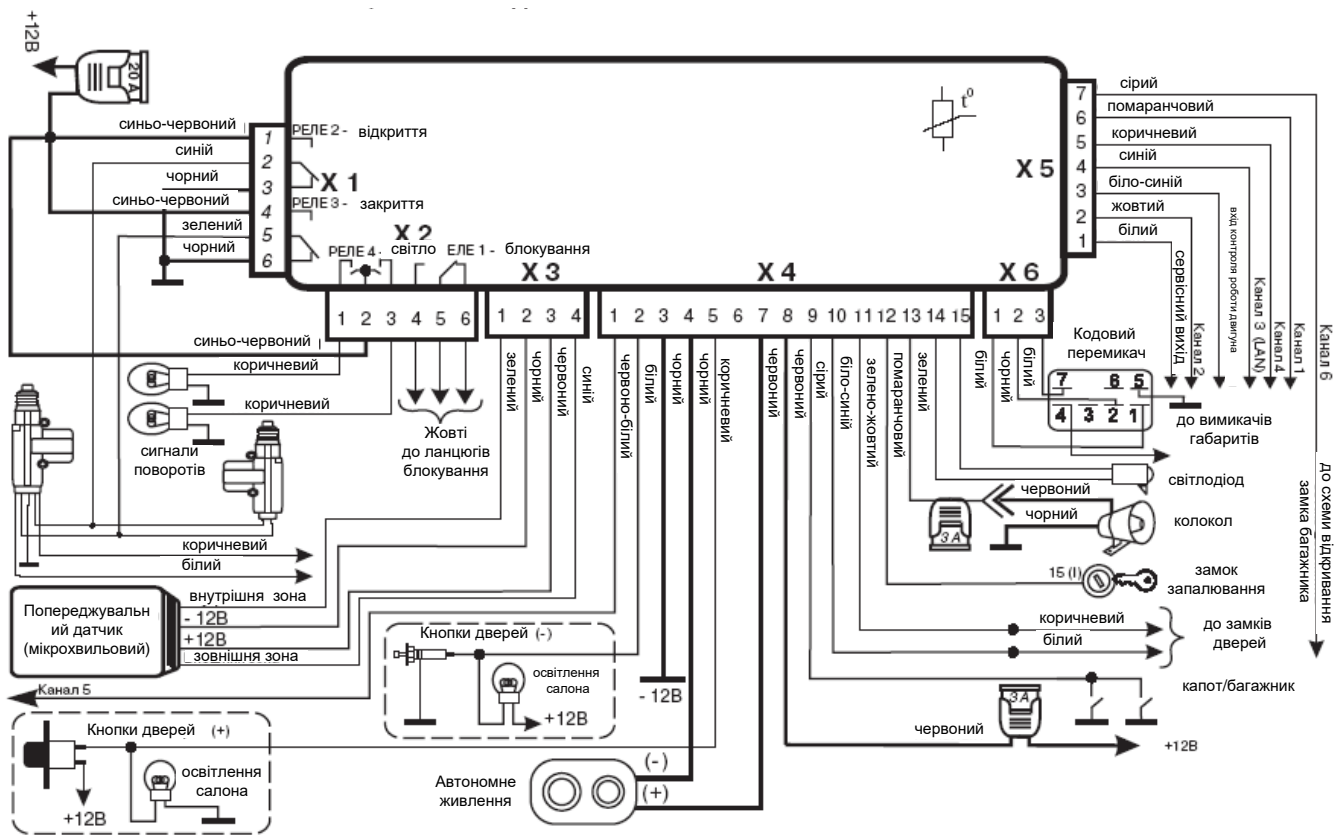 +12В
20 А
синьо-червоний
синій
чорний
синьо-червоний
зелений
чорний
1
2
3
4
5
6
РЕЛЕ 2 - відкриття
X 1
РЕЛЕ 3 - закриття
X 2
РЕЛЕ 4 - світло
ЕЛЕ 1 - блокування
X 3
X 4
X 6
X 5
t⁰
7
6
5
4
3
2
1
сірий
помаранчовий
коричневий
синій
біло-синій
жовтий
білий
сервісний вихід
Канал 2
вхід контроля роботи двигуна
Канал 3 (LAN)
Канал 4
Канал 1
Канал 6
до схеми відкривання
замка багажника
1 2 3 4 5 6
1 2 3 4
1 2 3 4 5 6 7 8 9 10 11 12 13 14 15
1 2 3
синьо-червоний
коричневий
коричневий
сигнали
поворотів
Жовті
до ланцюгів
блокування
зелений
чорний
червоний
синій
червоно-білий
білий
чорний
чорний
коричневий
червоний
червоний
сірий
біло-синій
зелено-жовтий
помаранчовий
зелений
білий
чорний
білий
Кодовий
перемикач
7 6 5
4 3 2 1
до вимикачів
габаритів
світлодіод
червоний
чорний
3 А
колокол
15 (I)
замок
запалювання
коричневий
білий
до замків
дверей
капот/багажник
3 А
червоний
+12В
коричневий
білий
Попереджувальн
ий датчик
(мікрохвильовий)
внутрішня зона
- 12В
+12В
зовнішня зона
Канал 5
Кнопки дверей (-)
освітлення
салона
+12В
- 12В
Кнопки дверей (+)
освітлення
салона
+12В
Автономне
живлення
(-)
(+)